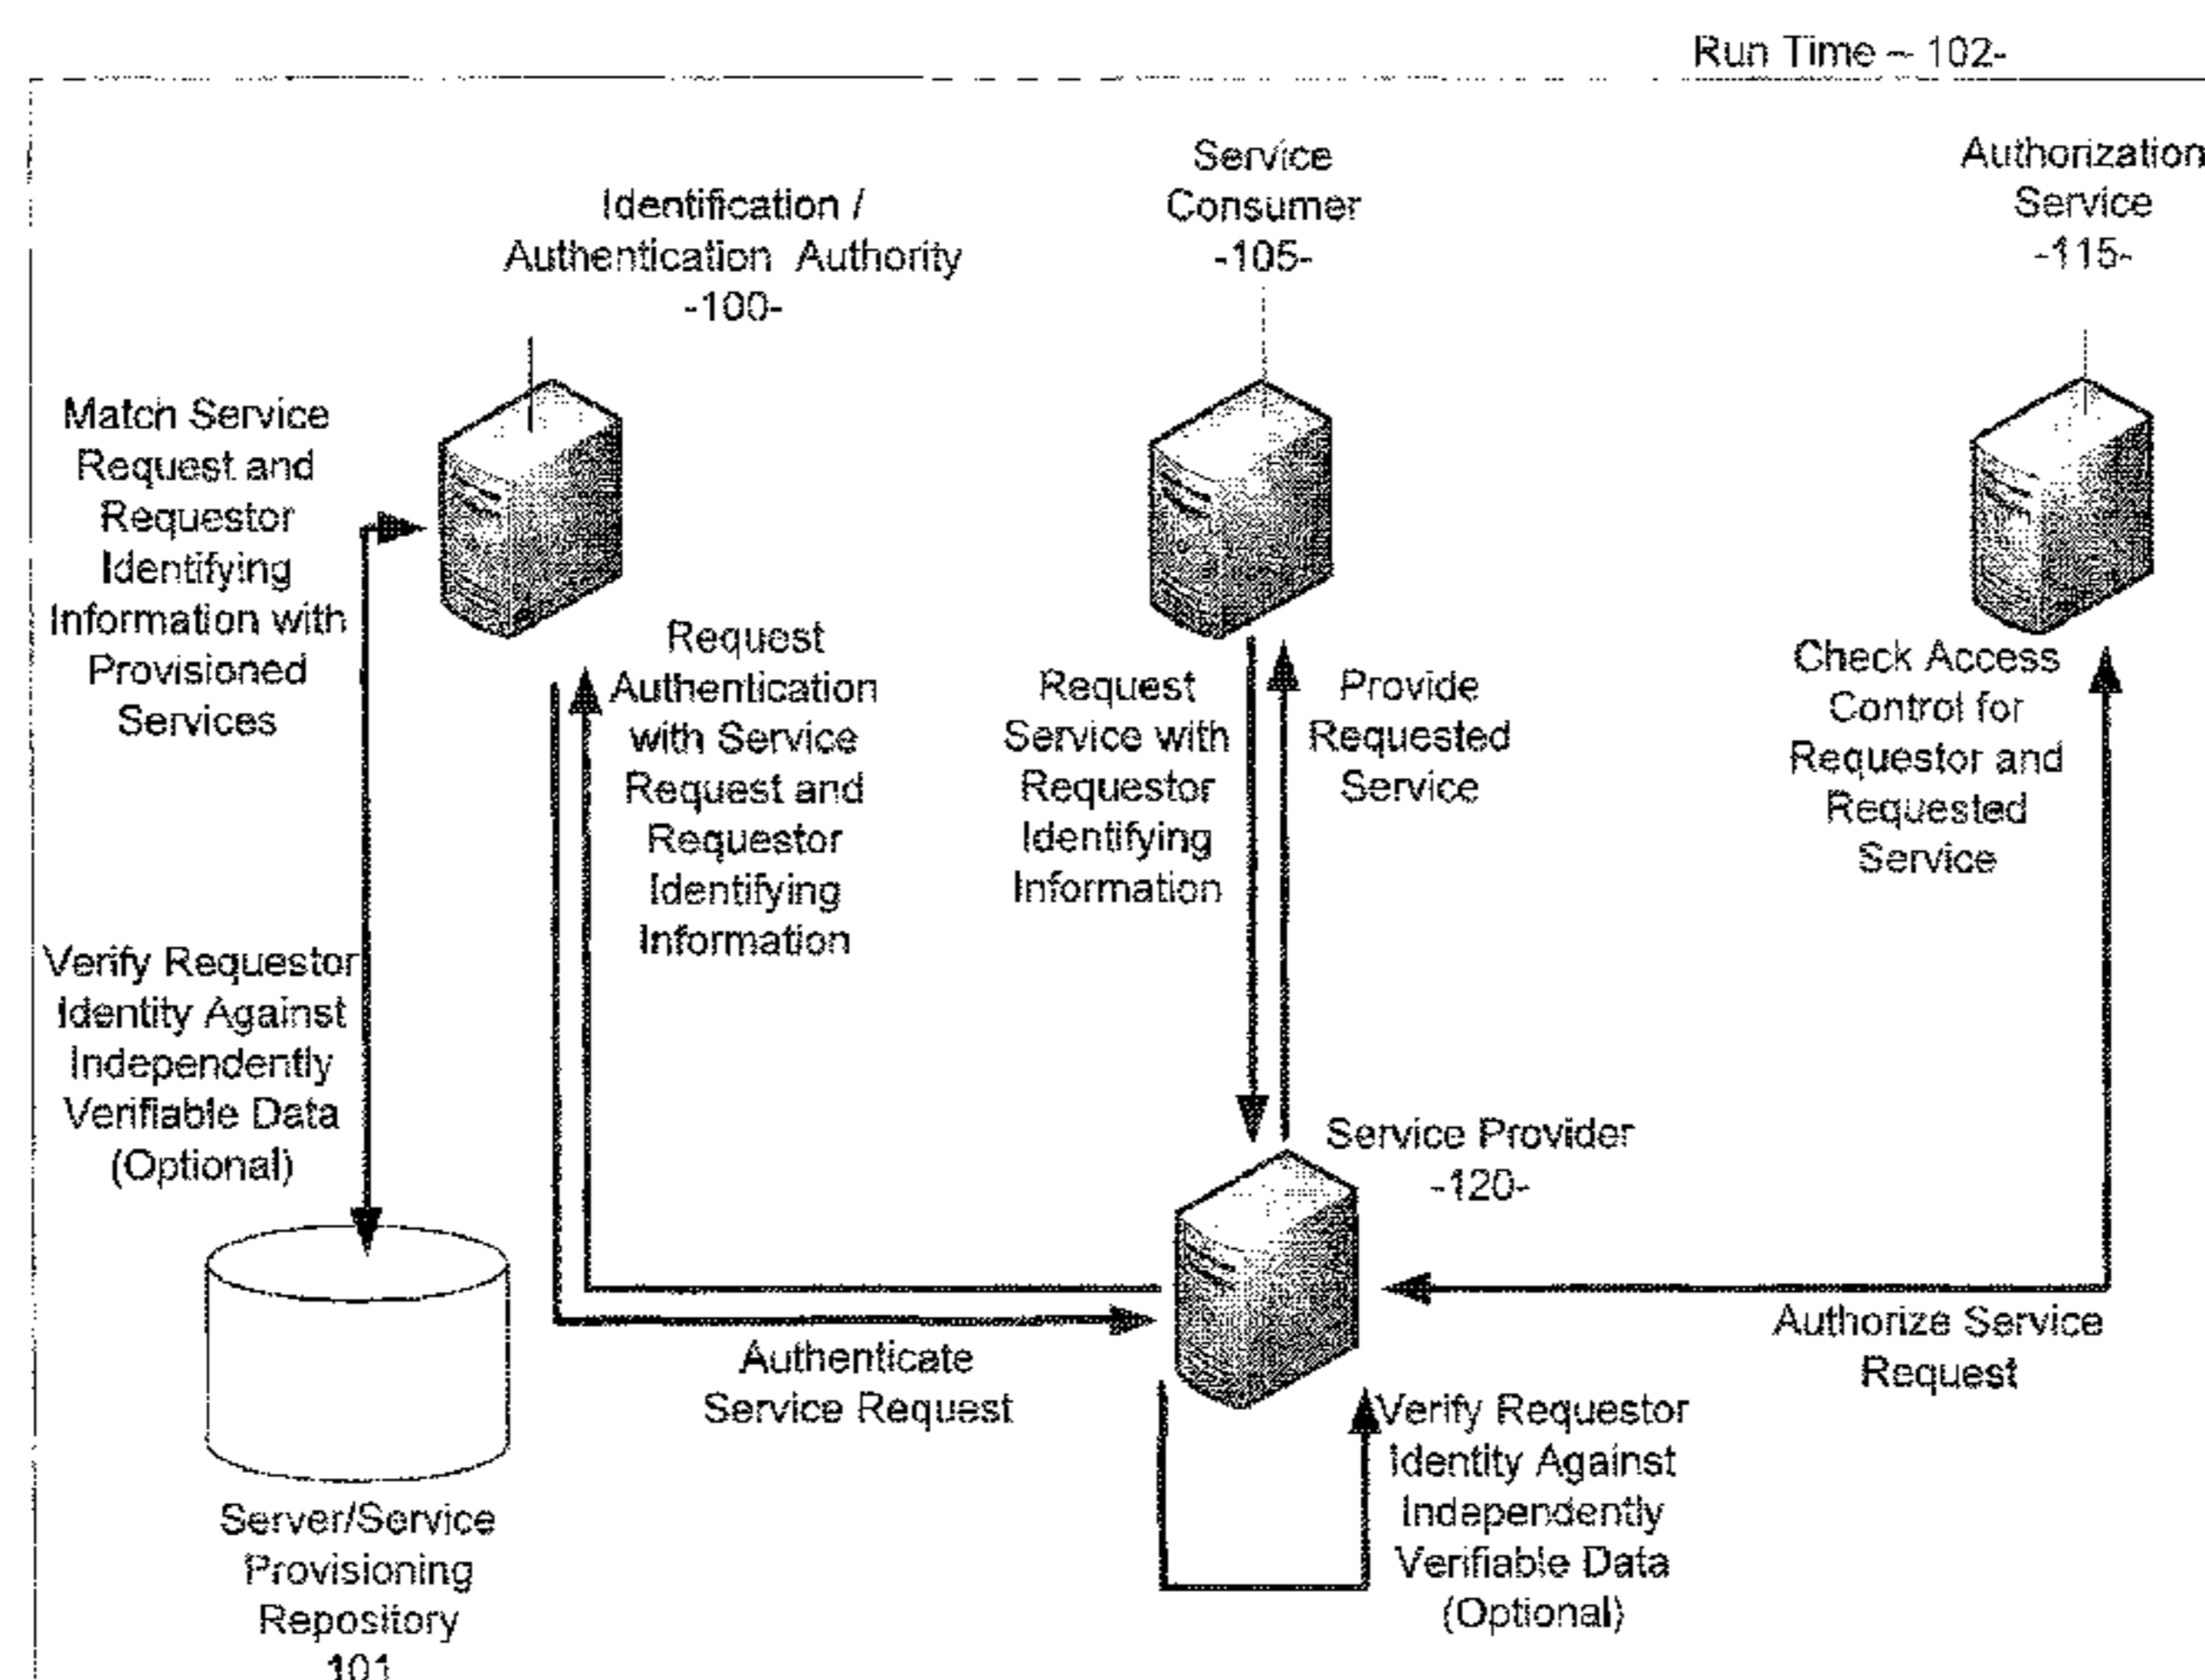 Run Time – 102-
Identification /
Authentication Authority
-100-
Service
Consumer
-105-
Authorization
Service
-115-
Match Service
Request and
Requestor
Identifying
Information with
Provisioned
Services
Request
Authentication
with Service
Request and
Requestor
Identifying
Information
Request
Service with
Requestor
Identifying
Information
Provide
Requested
Service
Check Access
Control for
Requestor and
Requested
Service
Verify Requestor
Identity Against
Independently
Verifiable Data
(Optional)
Service Provider
-120-
Authenticate
Service Request
Authorize Service
Request
Verify Requestor
Identity Against
Independently
Verifiable Data
(Optional)
Server/Service
Provisioning
Repository
101